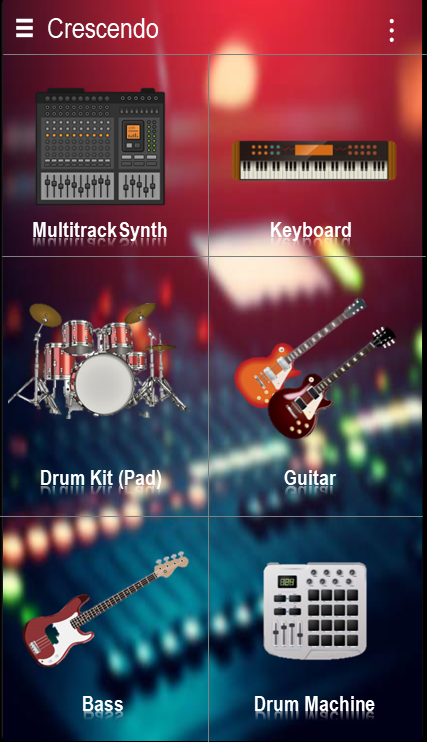 Crescendo
Multitrack Synth
Keyboard
Drum Kit (Pad)
Guitar
Bass
Drum Machine